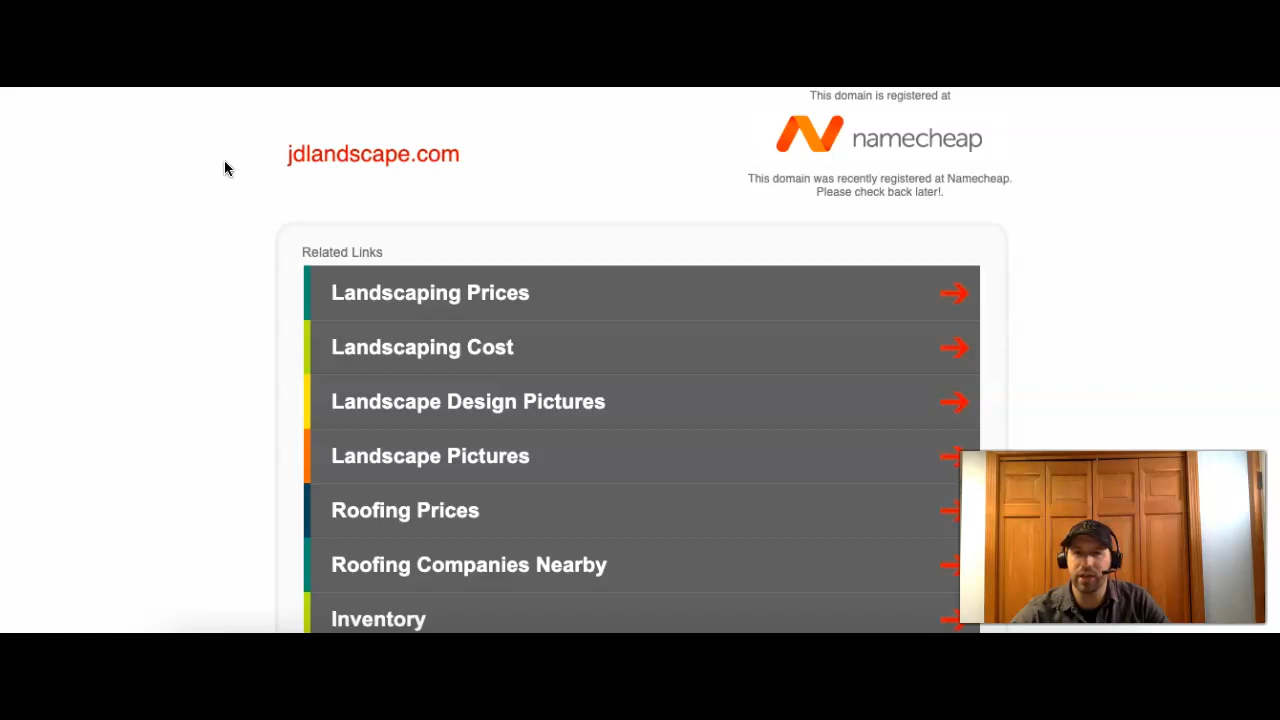 This domain is registered at
namecheap
jdlandscape.com
This domain was recently registered at Namecheap.
Please check back later!.
Related Links
Landscaping Prices
Landscaping Cost
Landscape Design Pictures
Landscape Pictures
Roofing Prices
Roofing Companies Nearby
Inventory